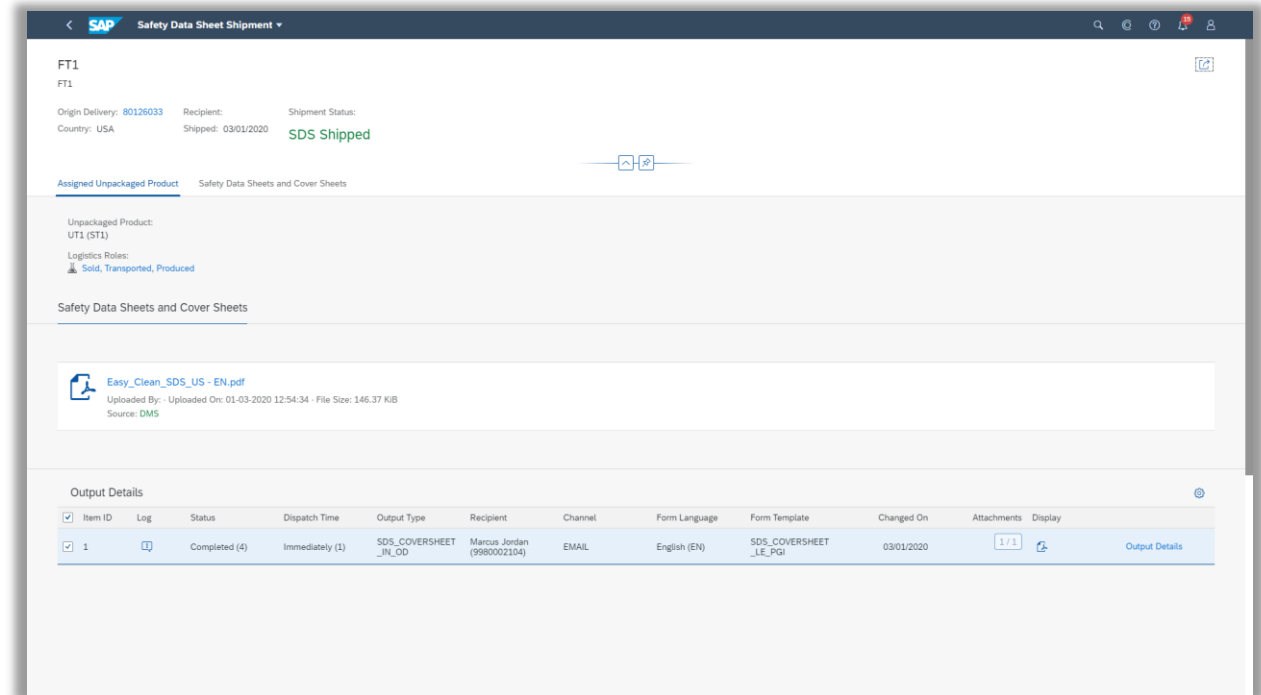 SAP Safety Data Sheet Shipment
15
FT1
FT1
Origin Delivery: 80126033 Recipient: Shipment Status:
Country: USA Shipped: 03/01/2020 SDS Shipped
Assigned Unpackaged Product Safety Data Sheets and Cover Sheets
Unpackaged Product:
UT1 (ST1)
Logistics Roles:
Sold, Transported, Produced
Safety Data Sheets and Cover Sheets
Easy_Clean_SDS_US - EN.pdf
Uploaded By: · Uploaded On: 01-03-2020 12:54:34 · File Size: 146.37 KiB
Source: DMS
Output Details
Item ID Log Status Dispatch Time Output Type Recipient Channel Form Language Form Template Changed On Attachments Display
1 Completed (4) Immediately (1) SDS_COVERSHEET Marcus Jordan EMAIL English (EN) SDS_COVERSHEET 03/01/2020 1 / 1 Output Details
_IN_OD (9980002104) _LE_PGI